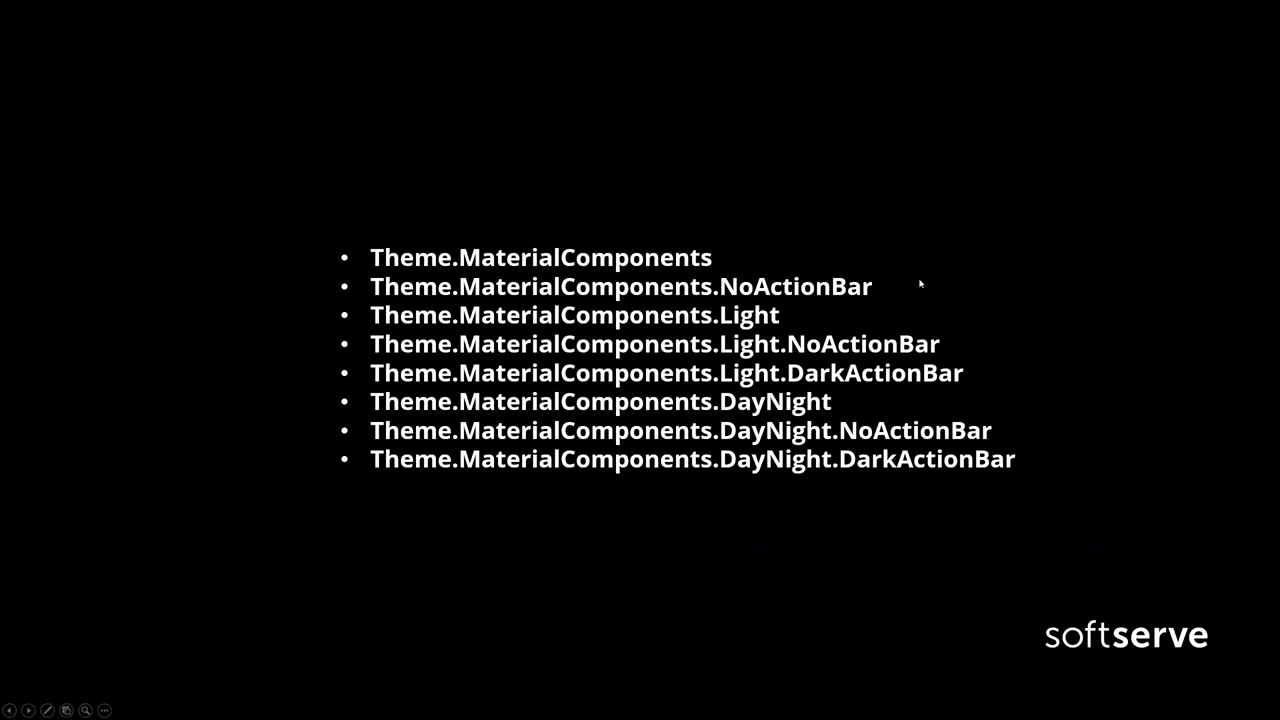 • Theme.MaterialComponents
• Theme.MaterialComponents.NoActionBar
• Theme.MaterialComponents.Light
• Theme.MaterialComponents.Light.NoActionBar
• Theme.MaterialComponents.Light.DarkActionBar
• Theme.MaterialComponents.DayNight
• Theme.MaterialComponents.DayNight.NoActionBar
• Theme.MaterialComponents.DayNight.DarkActionBar
softserve